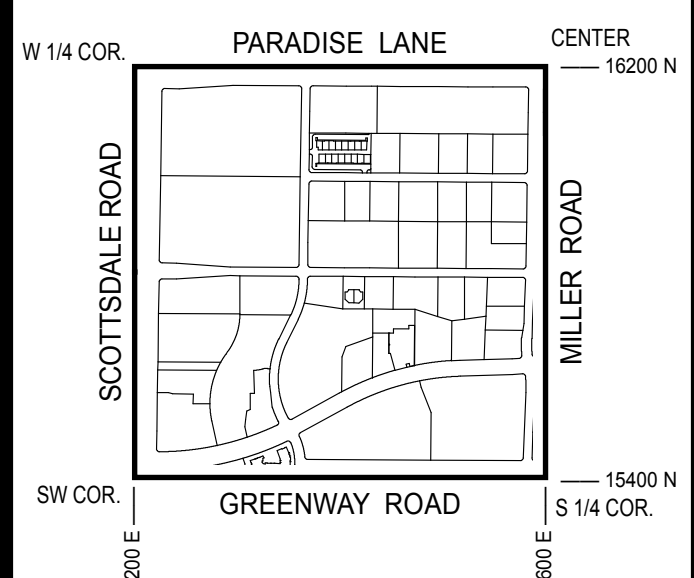 PARADISE LANE
CENTER
W 1/4 COR.
16200 N
SCOTTSDALE ROAD
MILLER ROAD
15400 N
SW COR.
GREENWAY ROAD
S 1/4 COR.
200 E
600 E